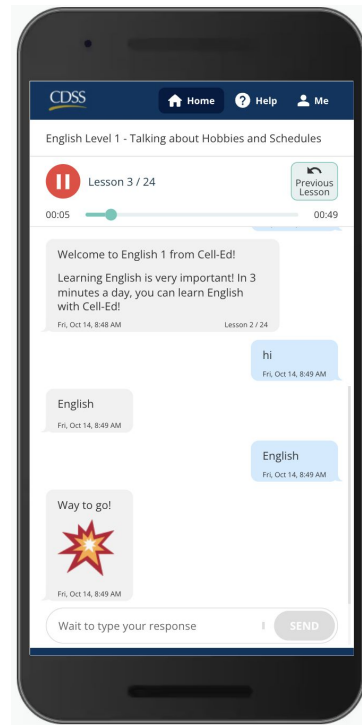 CDSS
Home
Help
Me
English Level 1 - Talking about Hobbies and Schedules
Lesson 3 / 24
Previous
Lesson
00:05
00:49
Welcome to English 1 from Cell-Ed!
Learning English is very important! In 3
minutes a day, you can learn English
with Cell-Ed!
Fri, Oct 14, 8:48 AM Lesson 2 / 24
hi
Fri, Oct 14, 8:49 AM
English
Fri, Oct 14, 8:49 AM
English
Fri, Oct 14, 8:49 AM
Way to go!
Fri, Oct 14, 8:49 AM
Wait to type your response
SEND